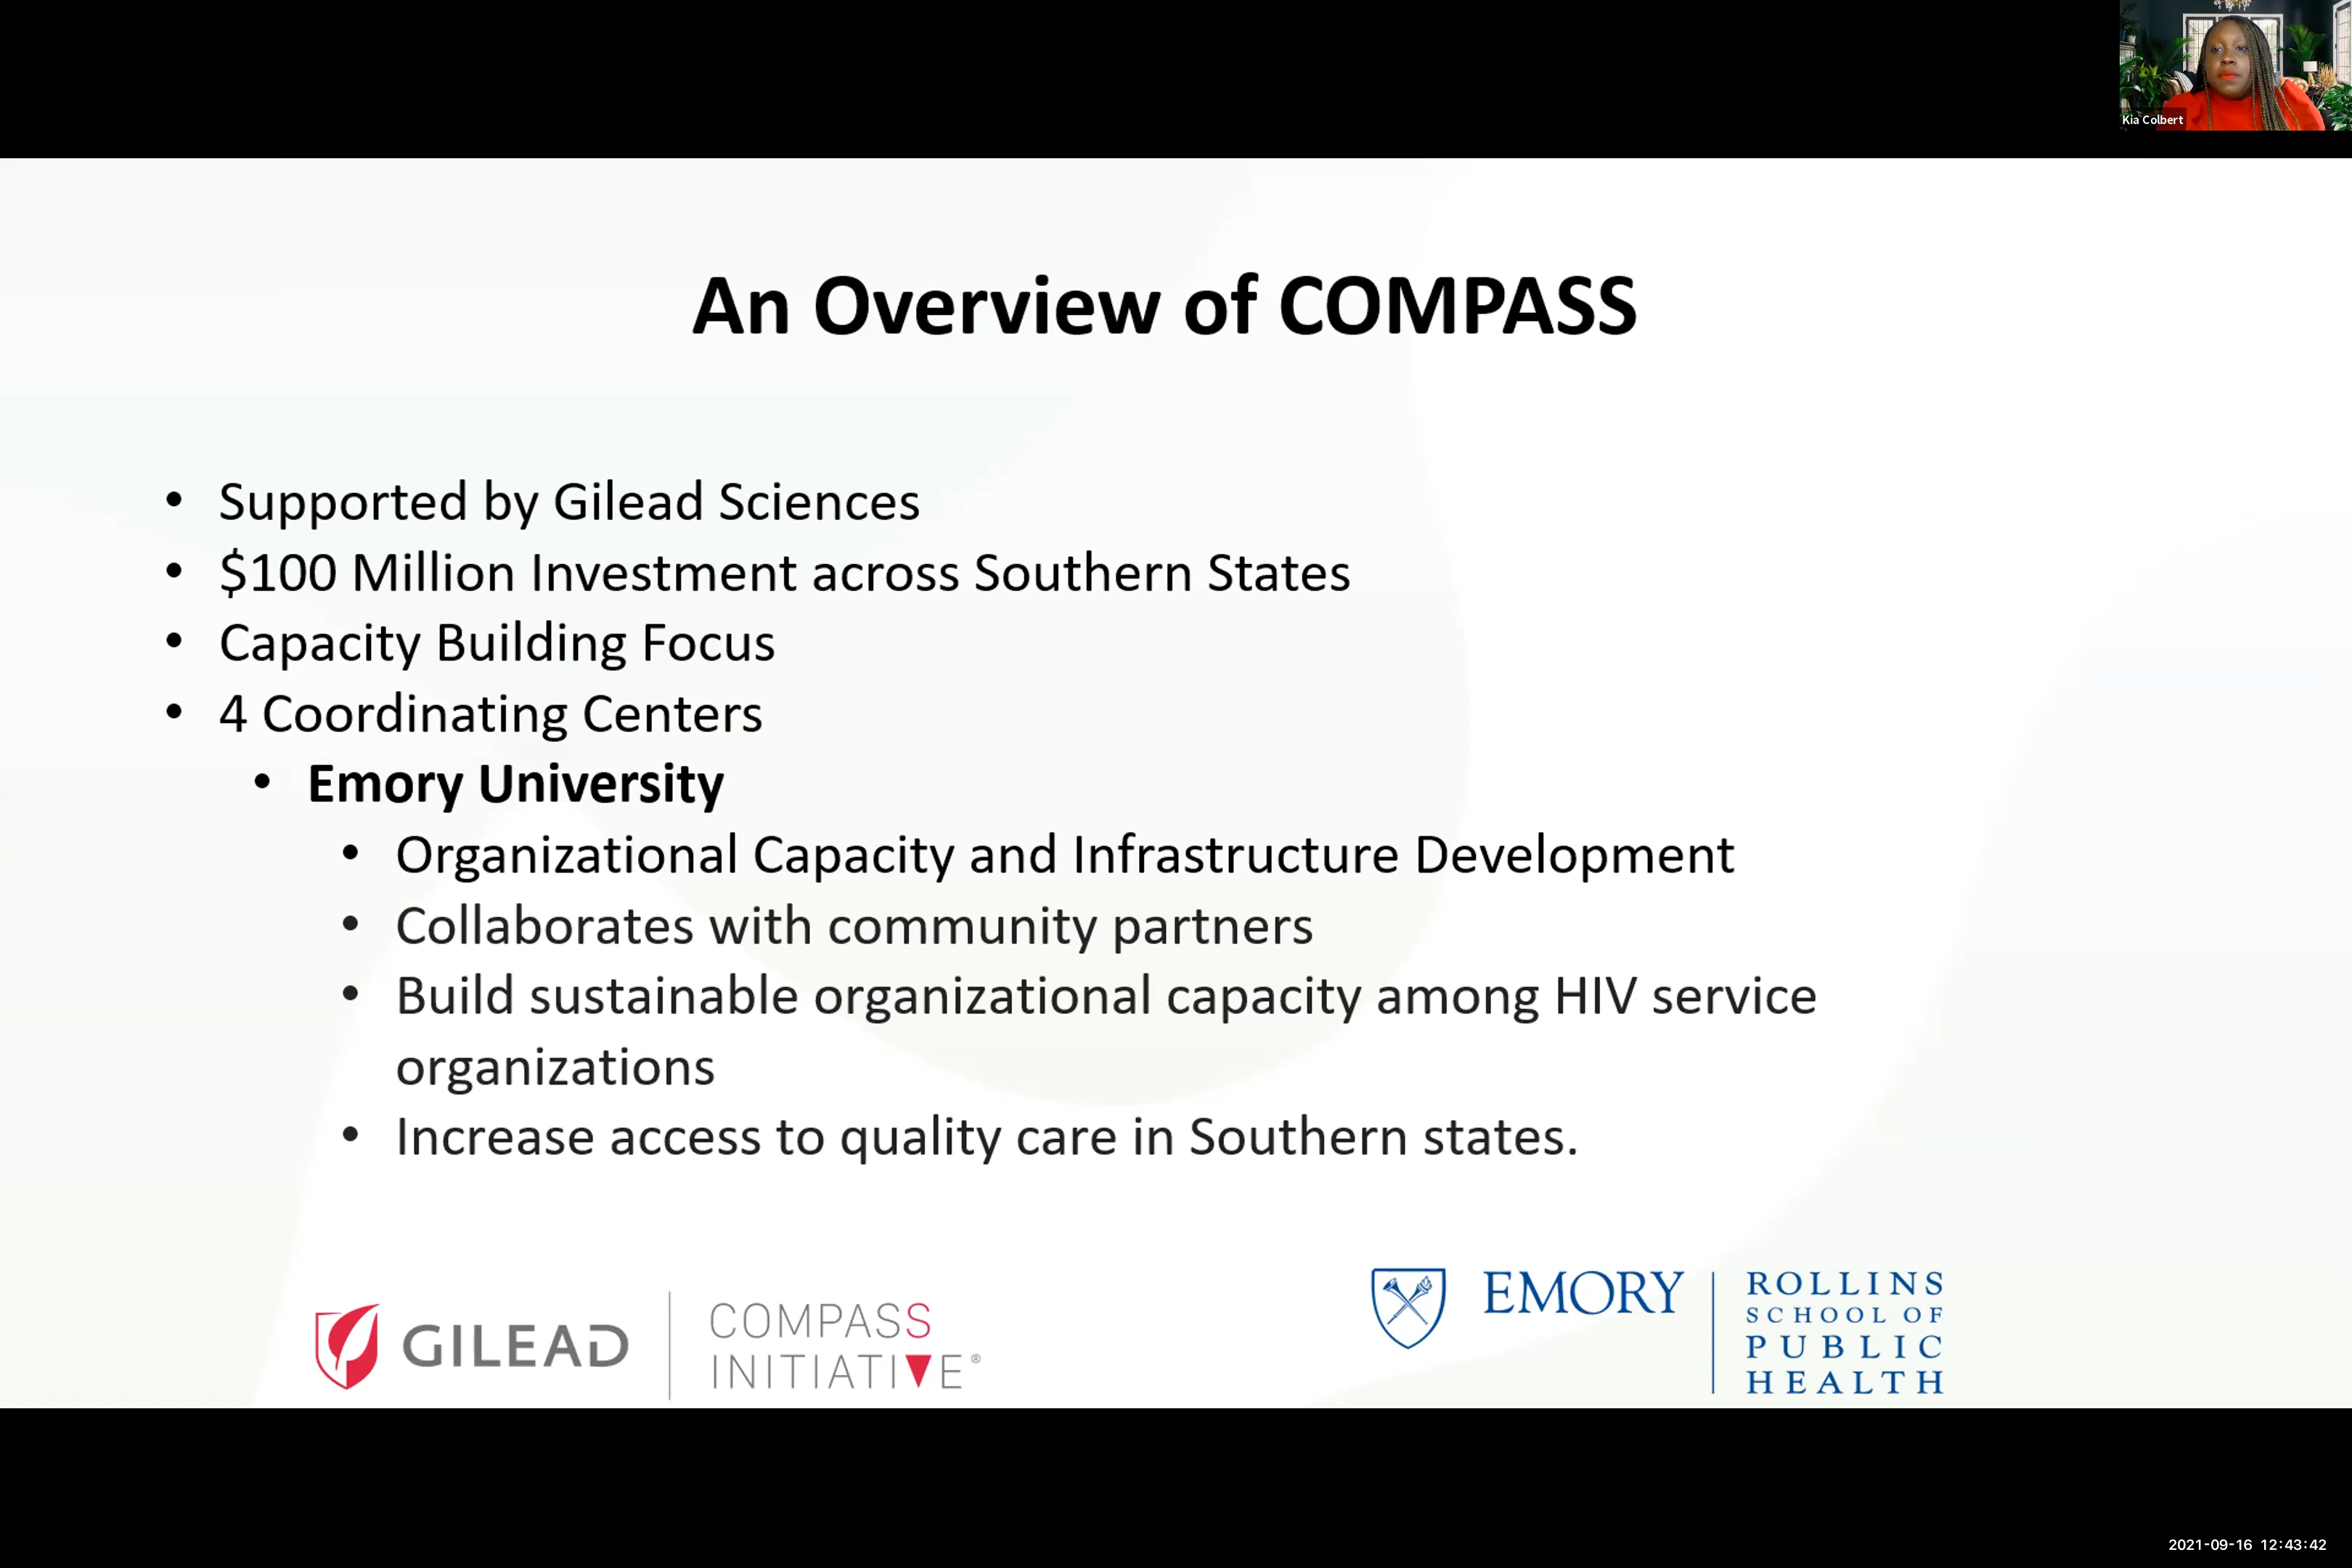 Kia Colbert
An Overview of COMPASS
• Supported by Gilead Sciences
• $100 Million Investment across Southern States
• Capacity Building Focus
• 4 Coordinating Centers
• Emory University
• Organizational Capacity and Infrastructure Development
• Collaborates with community partners
• Build sustainable organizational capacity among HIV service
organizations
• Increase access to quality care in Southern states.
GILEAD
COMPASS
INITIATIVE®
EMORY
ROLLINS
SCHOOL OF
PUBLIC
HEALTH
2021-09-16 12:43:42